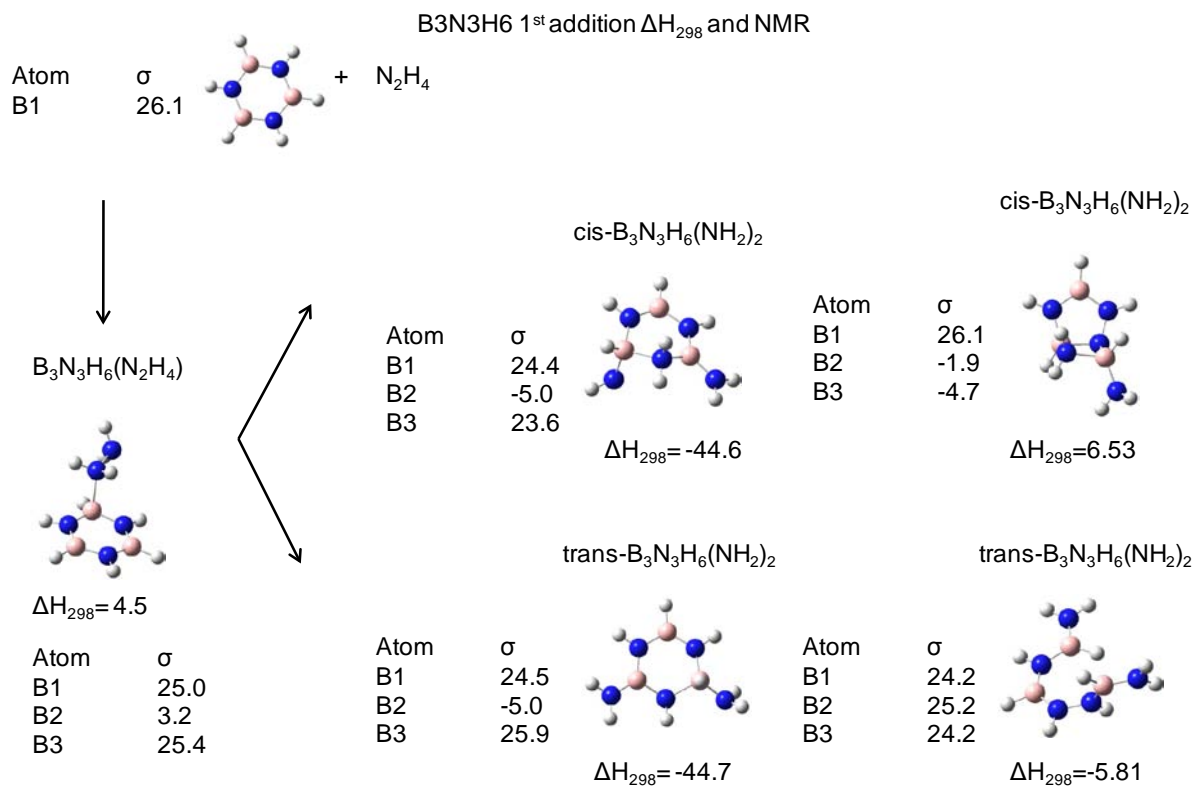 B3N3H6 1st addition ΔH298 and NMR
Atom σ
B1 26.1
+ N2H4
B3N3H6(N2H4)
ΔH298= 4.5
Atom σ
B1 25.0
B2 3.2
B3 25.4
cis-B3N3H6(NH2)2
Atom σ
B1 24.4
B2 -5.0
B3 23.6
ΔH298= -44.6
cis-B3N3H6(NH2)2
Atom σ
B1 26.1
B2 -1.9
B3 -4.7
ΔH298=6.53
trans-B3N3H6(NH2)2
Atom σ
B1 24.5
B2 -5.0
B3 25.9
ΔH298= -44.7
trans-B3N3H6(NH2)2
Atom σ
B1 24.2
B2 25.2
B3 24.2
ΔH298=-5.81